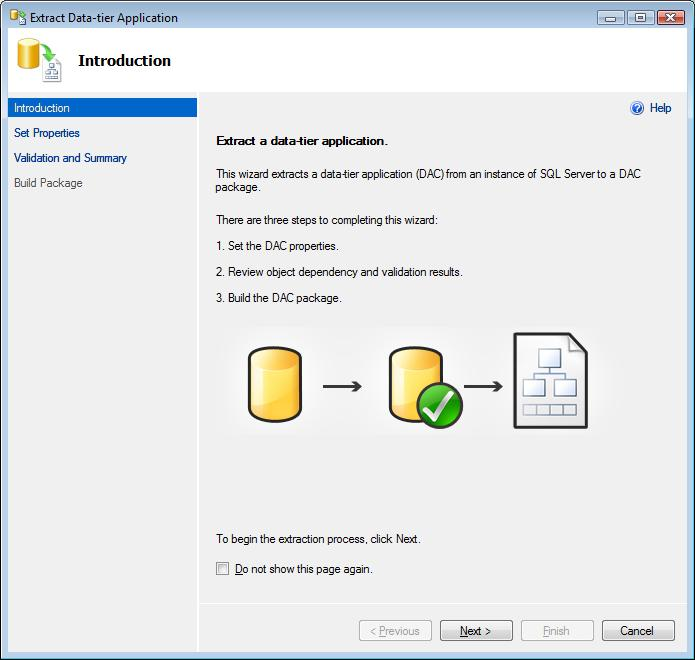 Extract Data-tier Application
Introduction
Introduction
Set Properties
Validation and Summary
Build Package
Help
Extract a data-tier application.
This wizard extracts a data-tier application (DAC) from an instance of SQL Server to a DAC
package.
There are three steps to completing this wizard:
1. Set the DAC properties.
2. Review object dependency and validation results.
3. Build the DAC package.
To begin the extraction process, click Next.
Do not show this page again.
< Previous
Next >
Finish
Cancel